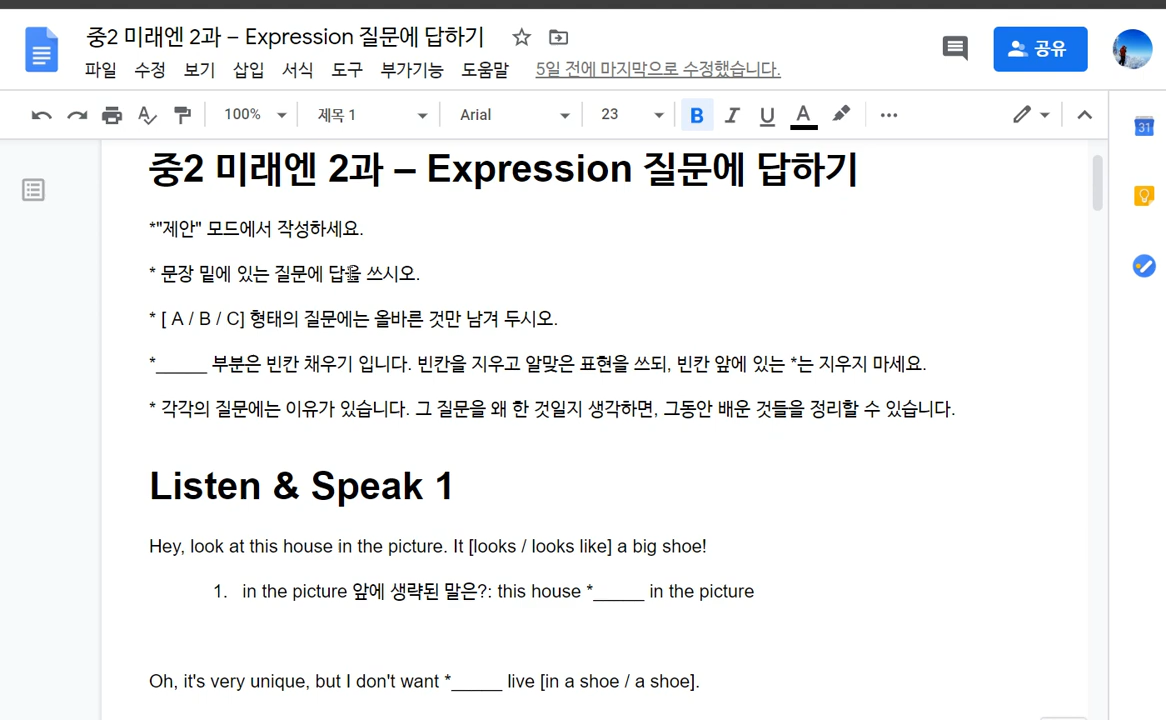 중2 미래엔 2과 – Expression 질문에 답하기
파일 수정 보기 삽입 서식 도구 부가기능 도움말 5일 전에 마지막으로 수정했습니다.
공유
100% 제목 1 Arial 23 B I U A
31
중2 미래엔 2과 – Expression 질문에 답하기
*"제안" 모드에서 작성하세요.
* 문장 밑에 있는 질문에 답을 쓰시오.
* [ A / B / C] 형태의 질문에는 올바른 것만 남겨 두시오.
*_____ 부분은 빈칸 채우기 입니다. 빈칸을 지우고 알맞은 표현을 쓰되, 빈칸 앞에 있는 *는 지우지 마세요.
* 각각의 질문에는 이유가 있습니다. 그 질문을 왜 한 것일지 생각하면, 그동안 배운 것들을 정리할 수 있습니다.
Listen & Speak 1
Hey, look at this house in the picture. It [looks / looks like] a big shoe!
1. in the picture 앞에 생략된 말은?: this house *_____ in the picture
Oh, it's very unique, but I don't want *_____ live [in a shoe / a shoe].